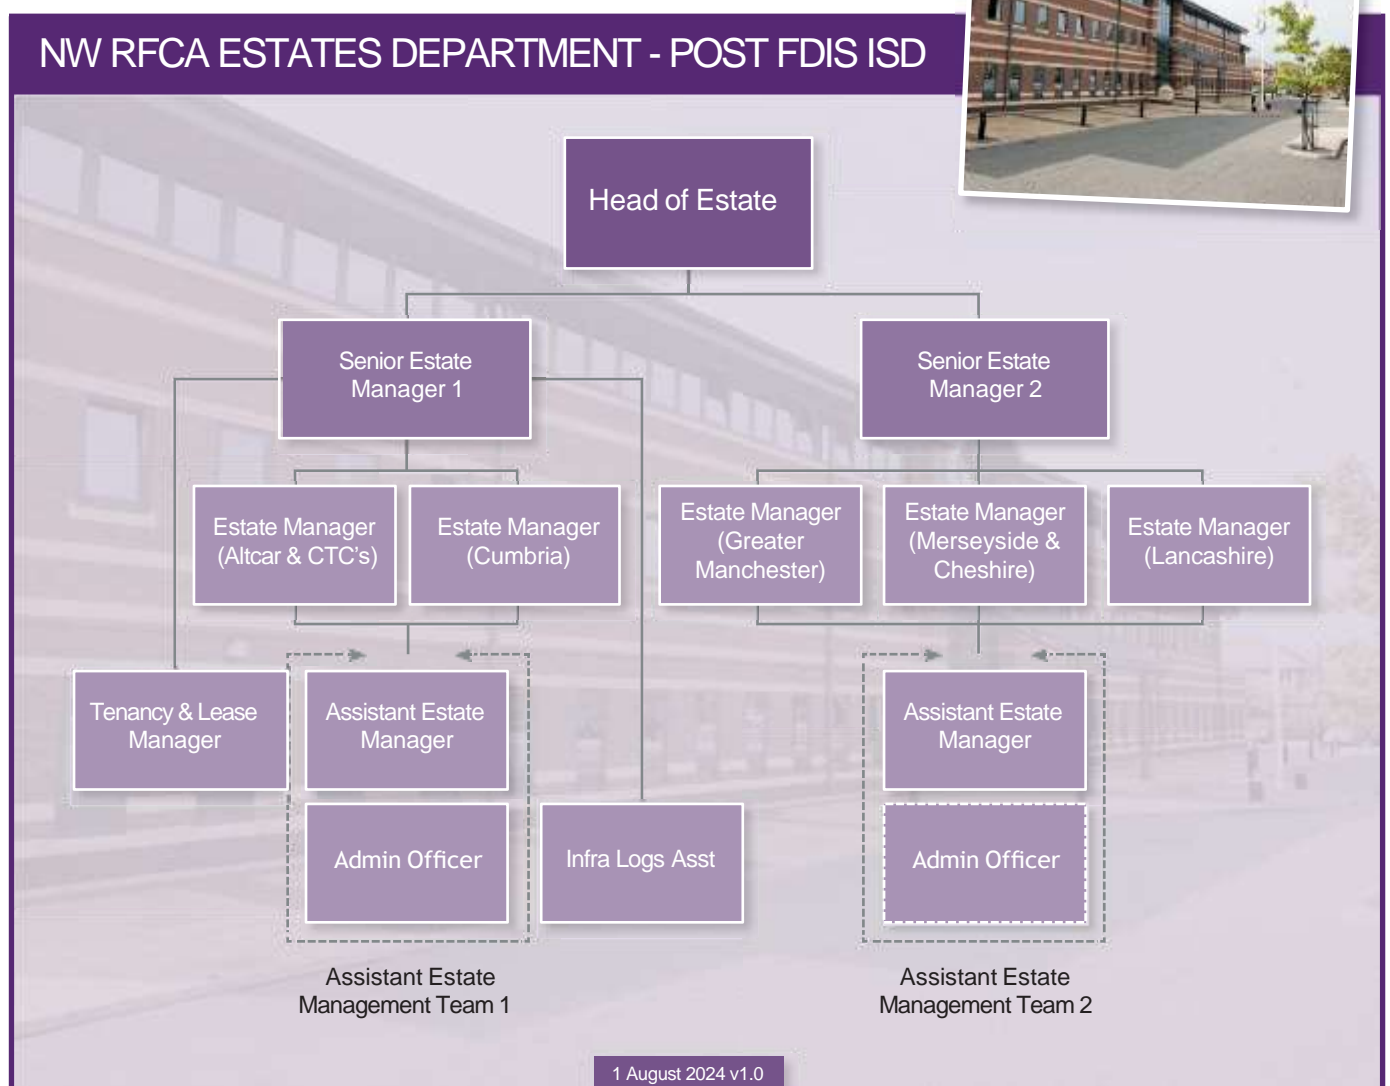 NW RFCA ESTATES DEPARTMENT - POST FDIS ISD
Head of Estate
Senior Estate
Manager 1
Senior Estate
Manager 2
Estate Manager
(Altcar & CTC’s)
Estate Manager
(Cumbria)
Estate Manager
(Greater
Manchester)
Estate Manager
(Merseyside &
Cheshire)
Estate Manager
(Lancashire)
Tenancy & Lease
Manager
Assistant Estate
Manager
Assistant Estate
Manager
Admin Officer
Infra Logs Asst
Admin Officer
Assistant Estate
Management Team 1
Assistant Estate
Management Team 2
1 August 2024 v1.0